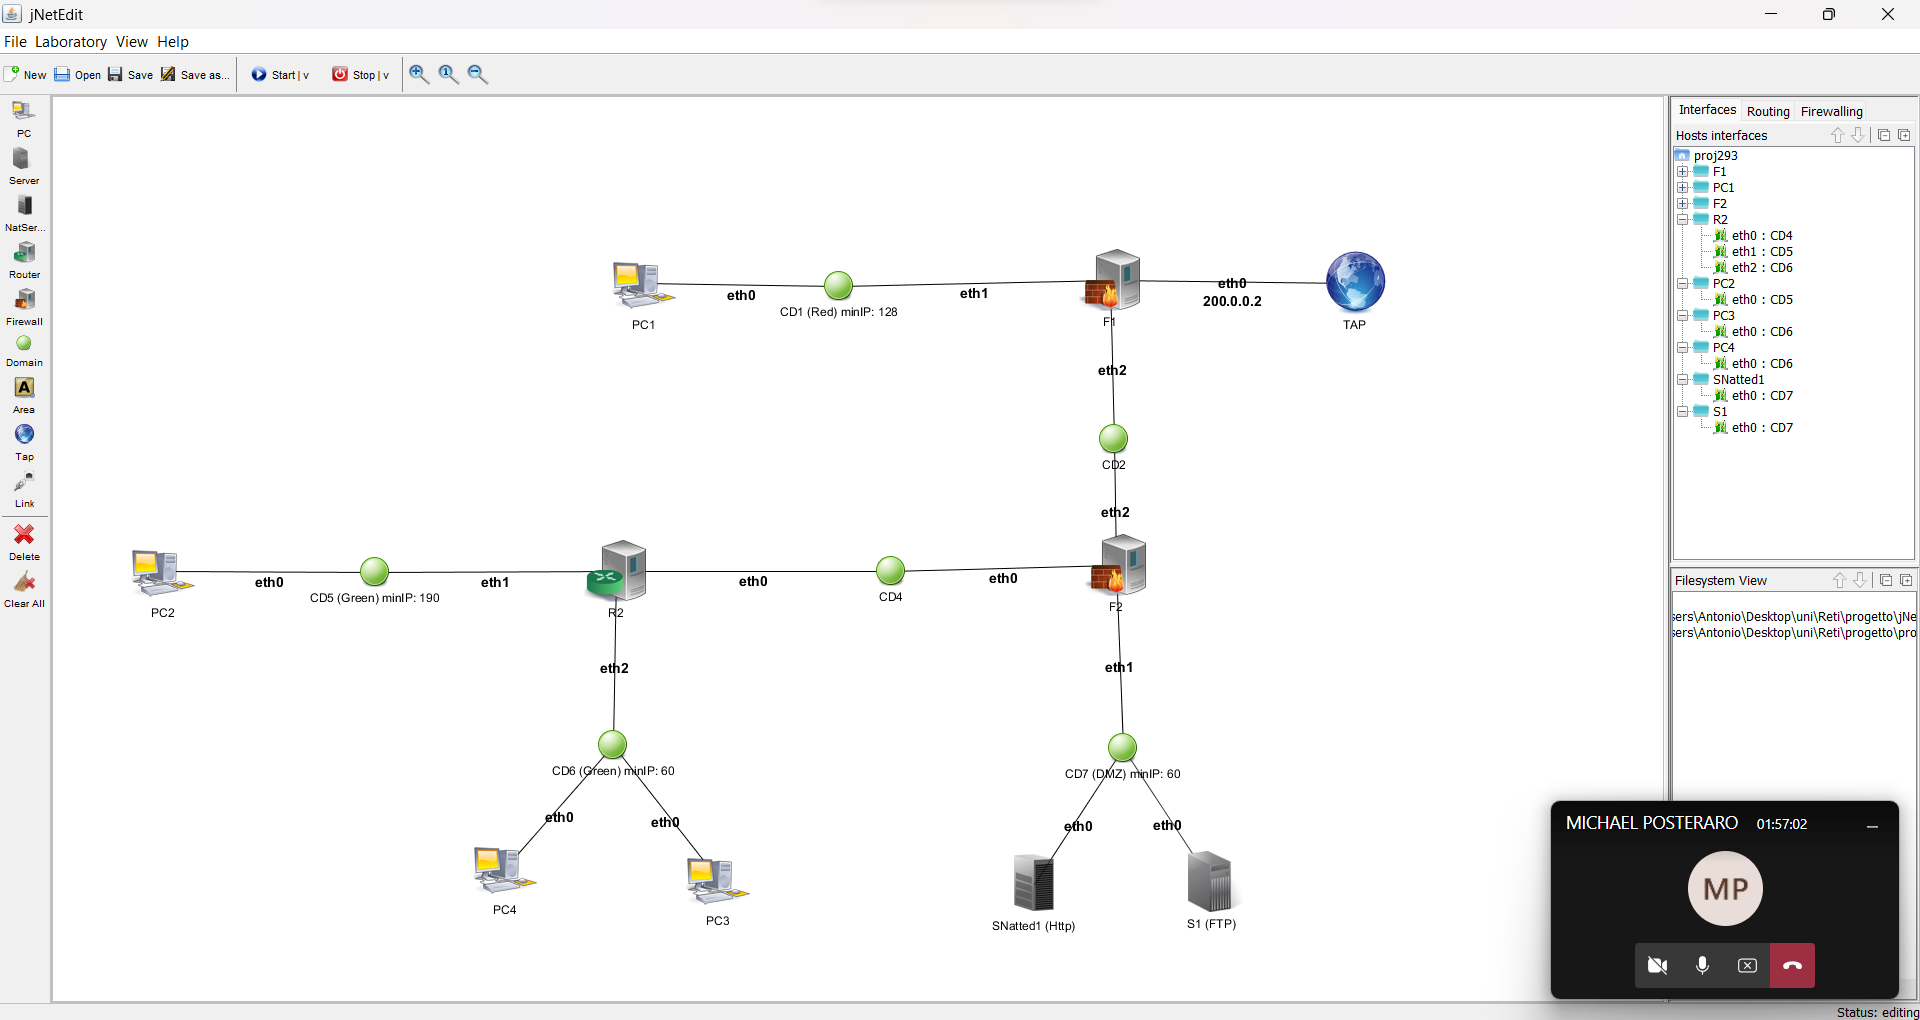 jNetEdit
File Laboratory View Help
New Open Save Save as... Start | v Stop | v
1
PC
Server
NatSer...
Router
Firewall
Domain
A
Area
Tap
Link
Delete
Clear All
PC1
eth0
CD1 (Red) minIP: 128
eth1
F1
eth0
200.0.0.2
TAP
eth2
CD2
eth2
PC2
eth0
CD5 (Green) minIP: 190
eth1
R2
eth0
CD4
eth0
F2
eth2
eth1
CD6 (Green) minIP: 60
CD7 (DMZ) minIP: 60
eth0
eth0
eth0
eth0
PC4
PC3
SNatted1 (Http)
S1 (FTP)
Interfaces Routing Firewalling
Hosts interfaces
proj293
F1
PC1
F2
R2
eth0 : CD4
eth1 : CD5
eth2 : CD6
PC2
eth0 : CD5
PC3
eth0 : CD6
PC4
eth0 : CD6
SNatted1
eth0 : CD7
S1
eth0 : CD7
Filesystem View
sers\Antonio\Desktop\uni\Reti\progetto\jNe
sers\Antonio\Desktop\uni\Reti\progetto\pro
MICHAEL POSTERARO 01:57:02
MP
Status: editing